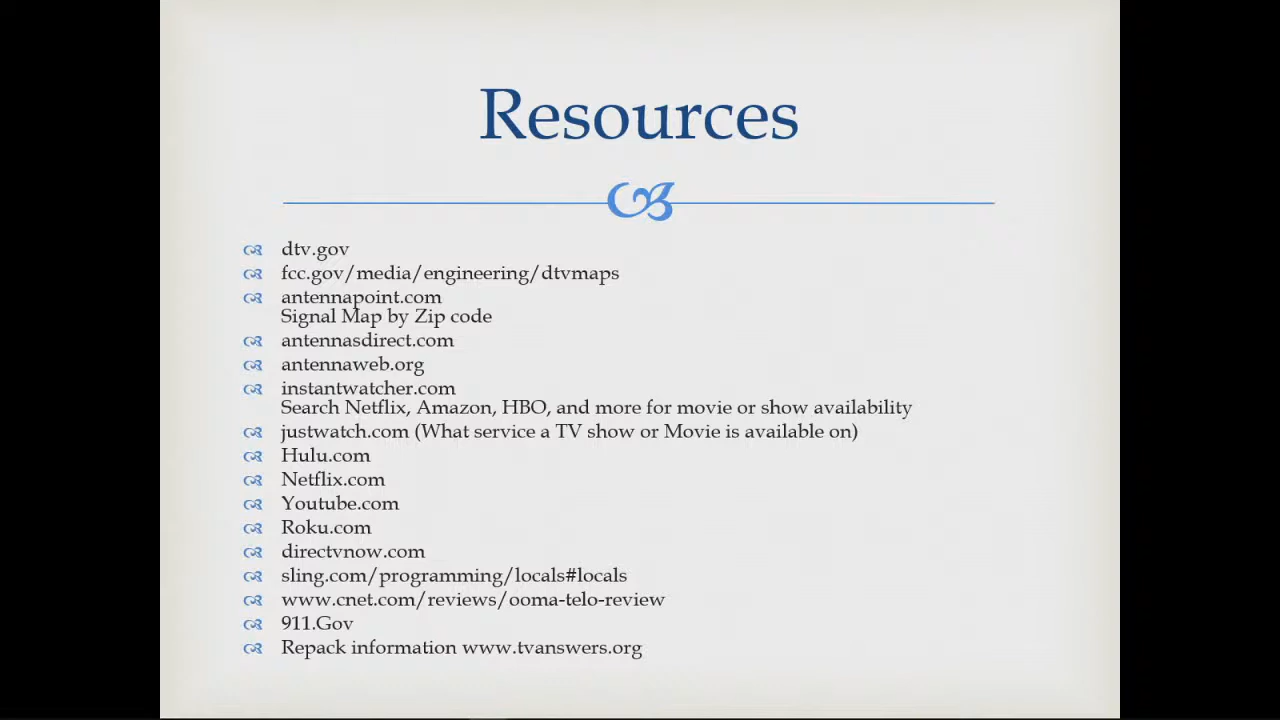 Resources
dtv.gov
fcc.gov/media/engineering/dtvmaps
antennapoint.com
Signal Map by Zip code
antennasdirect.com
antennaweb.org
instantwatcher.com
Search Netflix, Amazon, HBO, and more for movie or show availability
justwatch.com (What service a TV show or Movie is available on)
Hulu.com
Netflix.com
Youtube.com
Roku.com
directvnow.com
sling.com/programming/locals#locals
www.cnet.com/reviews/ooma-telo-review
911.Gov
Repack information www.tvanswers.org